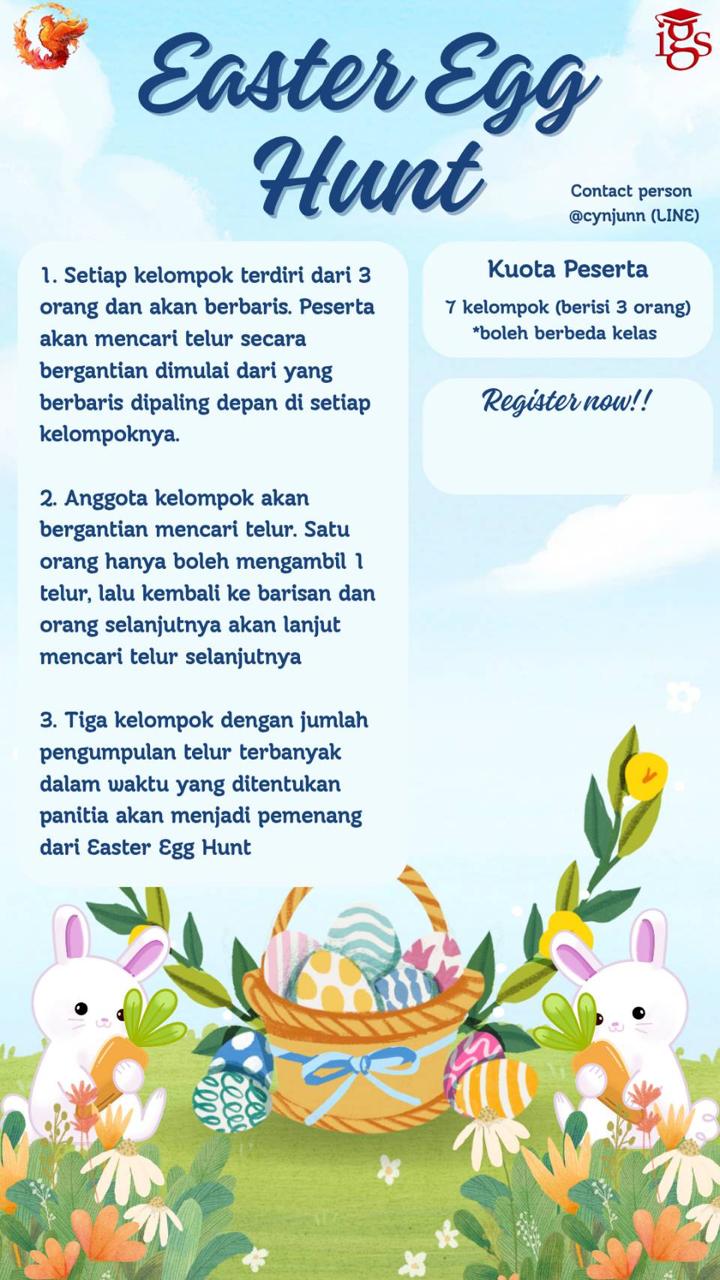 igs
Easter Egg
Hunt
Contact person
@cynjunn (LINE)
1. Setiap kelompok terdiri dari 3
orang dan akan berbaris. Peserta
akan mencari telur secara
bergantian dimulai dari yang
berbaris dipaling depan di setiap
kelompoknya.
2. Anggota kelompok akan
bergantian mencari telur. Satu
orang hanya boleh mengambil 1
telur, lalu kembali ke barisan dan
orang selanjutnya akan lanjut
mencari telur selanjutnya
3. Tiga kelompok dengan jumlah
pengumpulan telur terbanyak
dalam waktu yang ditentukan
panitia akan menjadi pemenang
dari Easter Egg Hunt
Kuota Peserta
7 kelompok (berisi 3 orang)
*boleh berbeda kelas
Register now!!